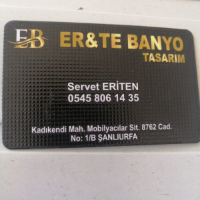 EB
ER&TE BANYO
TASARIM
Servet ERİTEN
0545 806 14 35
Kadıkendi Mah. Mobilyacılar Sit. 8762 Cad.
No: 1/B ŞANLIURFA